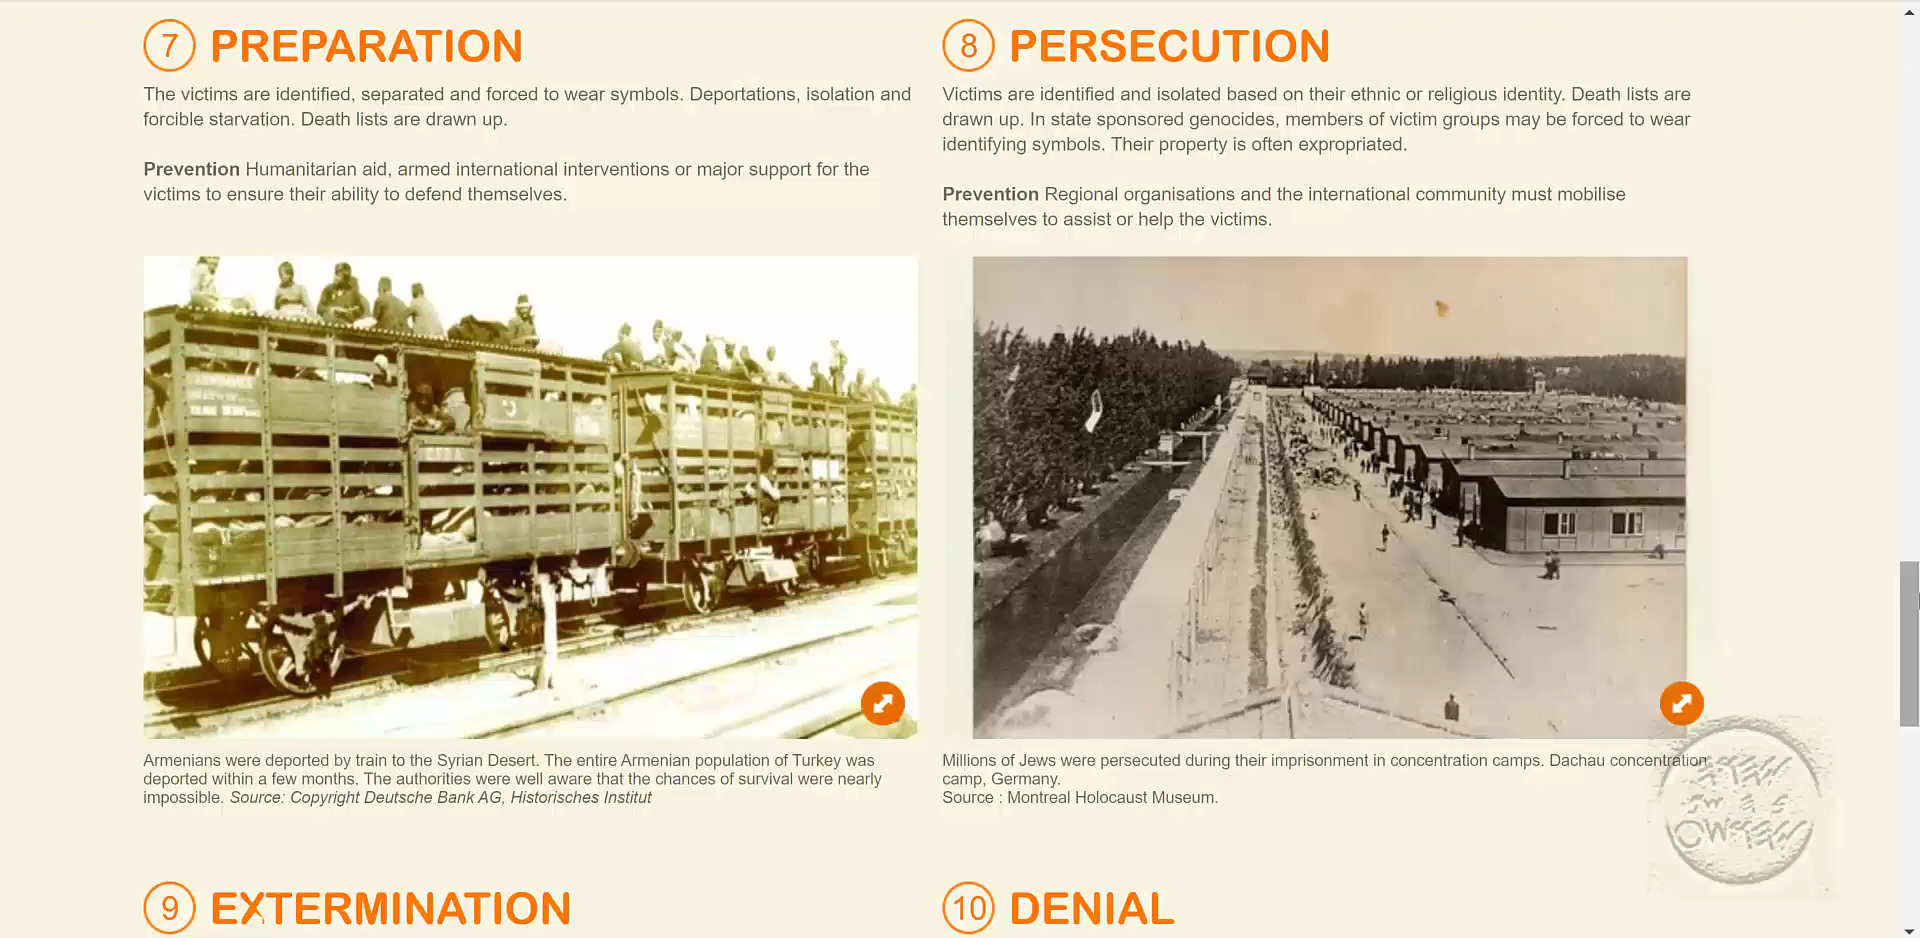 7 PREPARATION
The victims are identified, separated and forced to wear symbols. Deportations, isolation and
forcible starvation. Death lists are drawn up.
Prevention Humanitarian aid, armed international interventions or major support for the
victims to ensure their ability to defend themselves.
Armenians were deported by train to the Syrian Desert. The entire Armenian population of Turkey was
deported within a few months. The authorities were well aware that the chances of survival were nearly
impossible. Source: Copyright Deutsche Bank AG, Historisches Institut
8 PERSECUTION
Victims are identified and isolated based on their ethnic or religious identity. Death lists are
drawn up. In state sponsored genocides, members of victim groups may be forced to wear
identifying symbols. Their property is often expropriated.
Prevention Regional organisations and the international community must mobilise
themselves to assist or help the victims.
Millions of Jews were persecuted during their imprisonment in concentration camps. Dachau concentration
camp, Germany.
Source : Montreal Holocaust Museum.
9 EXTERMINATION
10 DENIAL